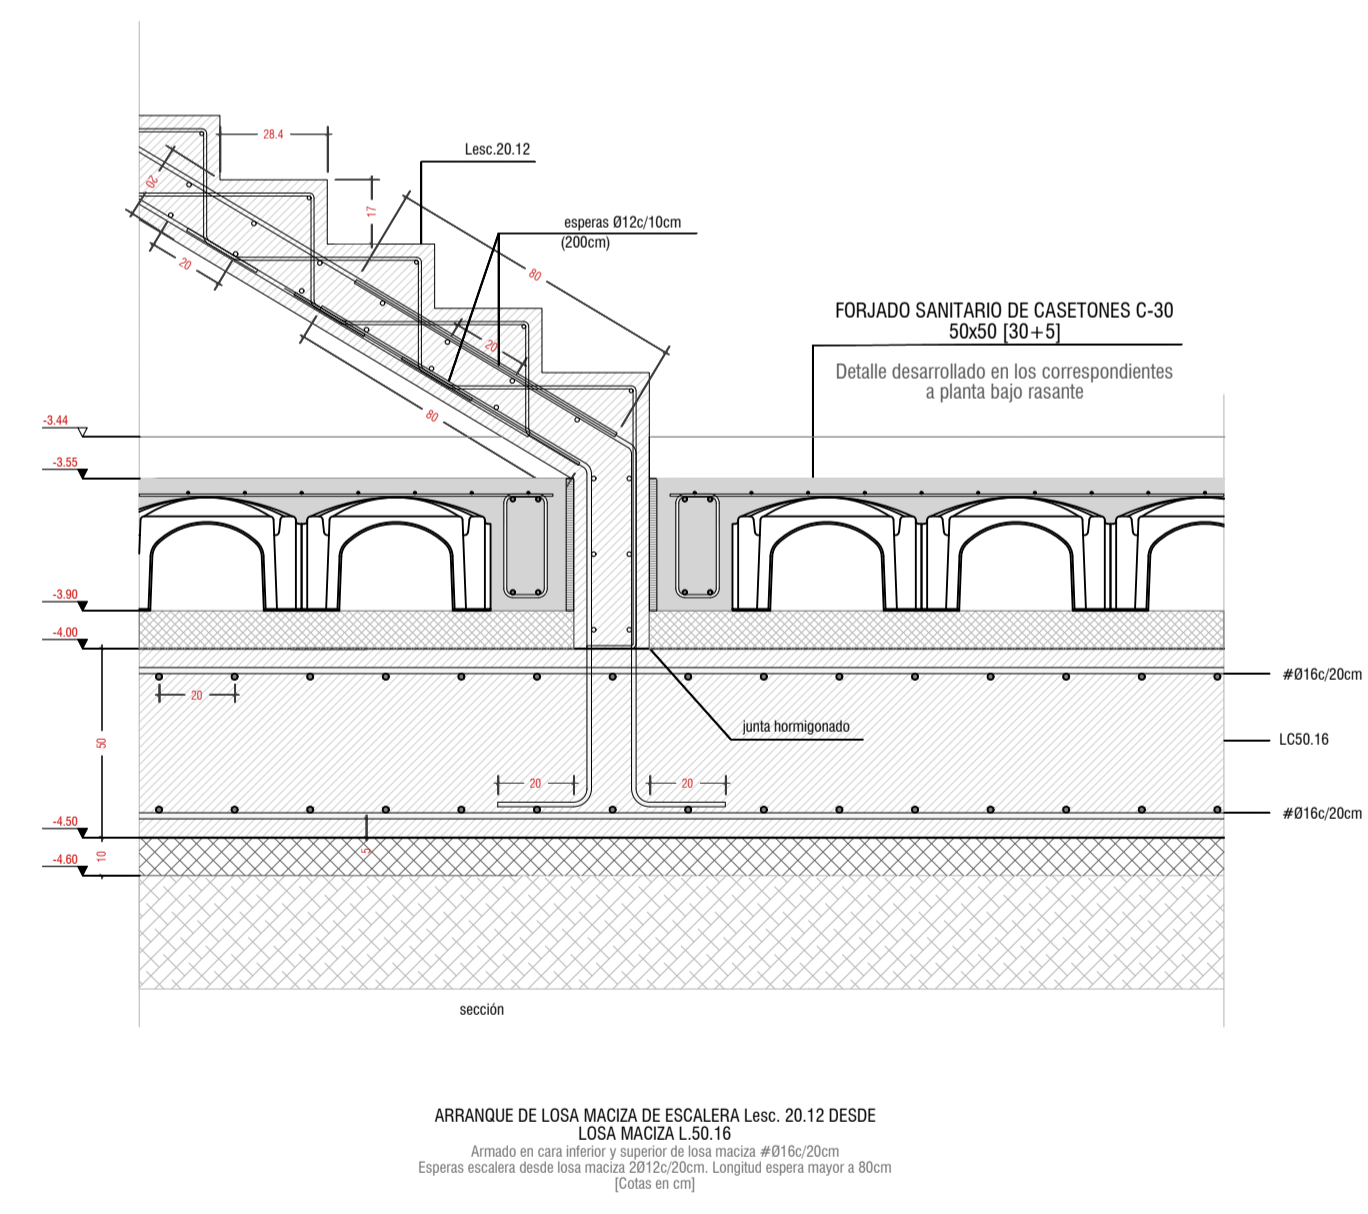 28.4
Lesc.20.12
20
17
esperas Ø12c/10cm
(200cm)
80
20
FORJADO SANITARIO DE CASETONES C-30
50x50 [30+5]
20
Detalle desarrollado en los correspondientes
a planta bajo rasante
80
-3.44
-3.55
-3.90
-4.00
#Ø16c/20cm
20
junta hormigonado
50
LC50.16
20
20
#Ø16c/20cm
-4.50
5
10
-4.60
sección
ARRANQUE DE LOSA MACIZA DE ESCALERA Lesc. 20.12 DESDE
LOSA MACIZA L.50.16
Armado en cara inferior y superior de losa maciza #Ø16c/20cm
Esperas escalera desde losa maciza 2Ø12c/20cm. Longitud espera mayor a 80cm
[Cotas en cm]